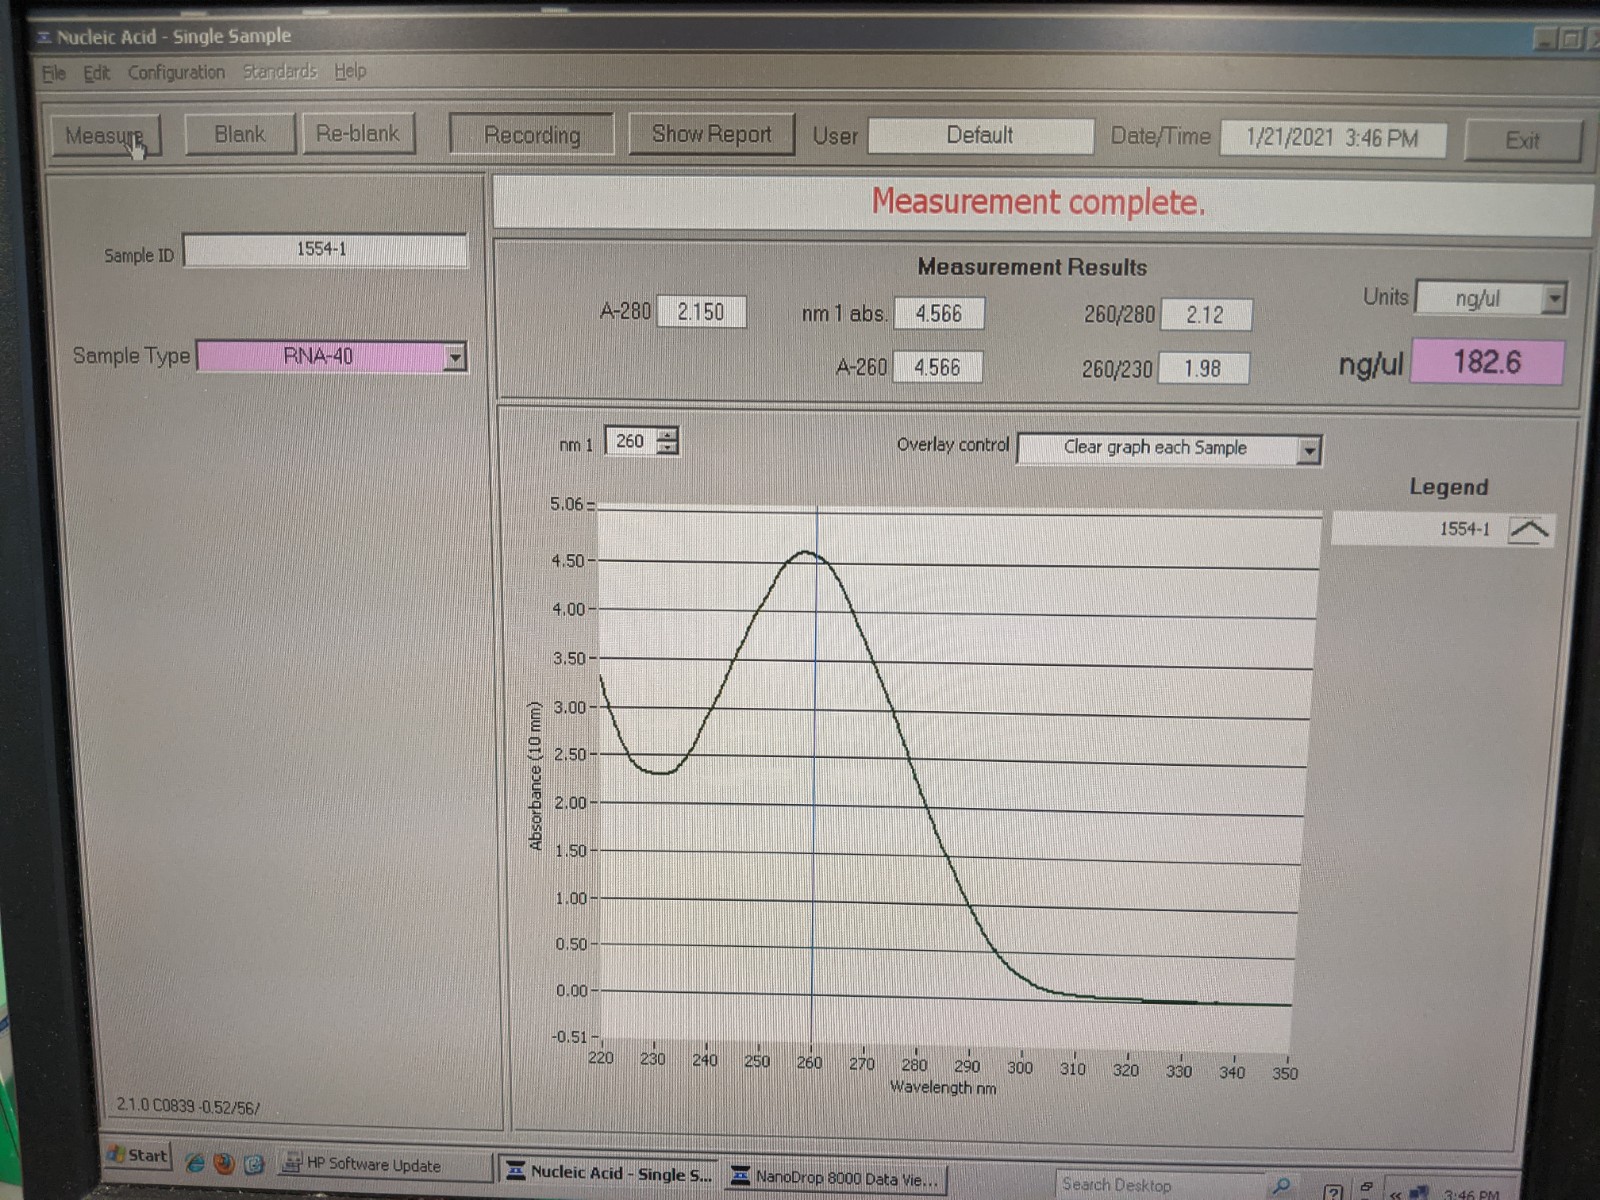 Nucleic Acid - Single Sample
File Edit Configuration Standards Help
Measure Blank Re-blank Recording Show Report User Default Date/Time 1/21/2021 3:46 PM Exit
Measurement complete.
Sample ID 1554-1
Sample Type RNA-40
Measurement Results
A-280 2.150 nm 1 abs. 4.566 260/280 2.12 Units ng/ul
A-260 4.566 260/230 1.98 ng/ul 182.6
nm 1 260 Overlay control Clear graph each Sample
Legend
1554-1
5.06
4.50
4.00
3.50
3.00
2.50
2.00
1.50
1.00
0.50
0.00
-0.51
Absorbance (10 mm)
220 230 240 250 260 270 280 290 300 310 320 330 340 350
Wavelength nm
2.1.0 C0839 -0.52/56/
Start HP Software Update Nucleic Acid - Single S... NanoDrop 8000 Data Vie... Search Desktop ? « 3:46 PM